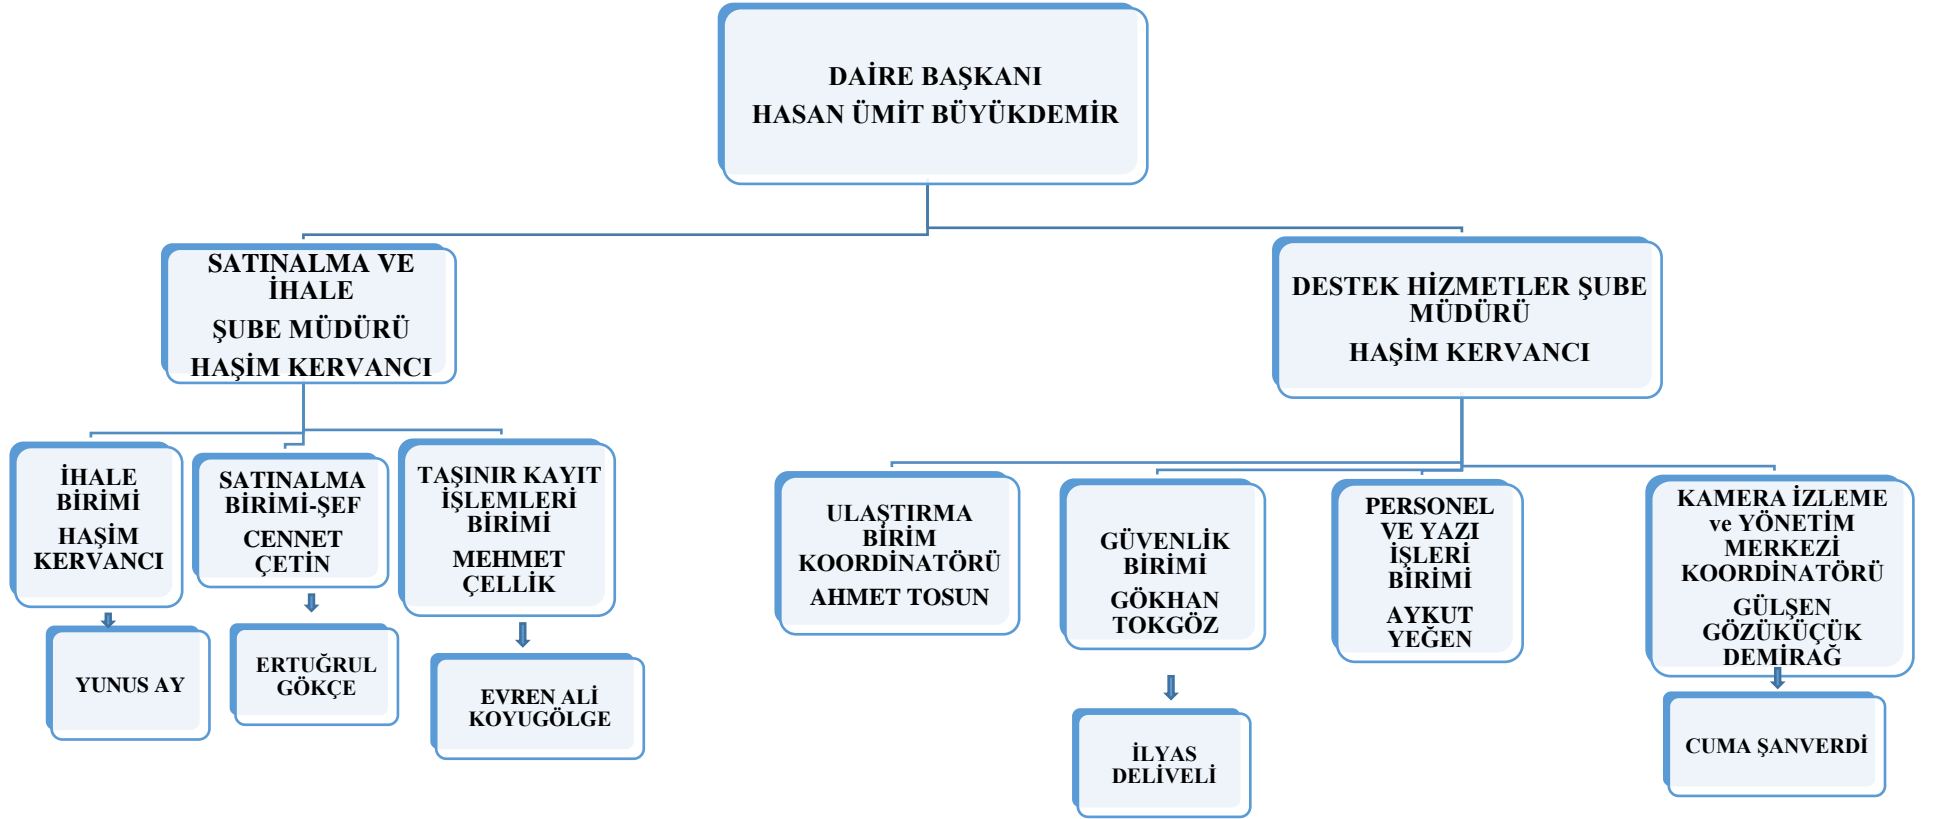 DAİRE BAŞKANI
HASAN ÜMİT BÜYÜKDEMİR
SATINALMA VE
İHALE
ŞUBE MÜDÜRÜ
HAŞİM KERVANCI
DESTEK HİZMETLER ŞUBE
MÜDÜRÜ
HAŞİM KERVANCI
İHALE
BİRİMİ
HAŞİM
KERVANCI
SATINALMA
BİRİMİ-ŞEF
CENNET
ÇETİN
TAŞINIR KAYIT
İŞLEMLERİ
BİRİMİ
MEHMET
ÇELLİK
ULAŞTIRMA
BİRİM
KOORDİNATÖRÜ
AHMET TOSUN
GÜVENLİK
BİRİMİ
GÖKHAN
TOKGÖZ
PERSONEL
VE YAZI
İŞLERİ
BİRİMİ
AYKUT
YEĞEN
KAMERA İZLEME
ve YÖNETİM
MERKEZİ
KOORDİNATÖRÜ
GÜLŞEN
GÖZÜKÜÇÜK
DEMİRAĞ
YUNUS AY
ERTUĞRUL
GÖKÇE
EVREN ALİ
KOYUGÖLGE
İLYAS
DELİVELİ
CUMA ŞANVERDİ